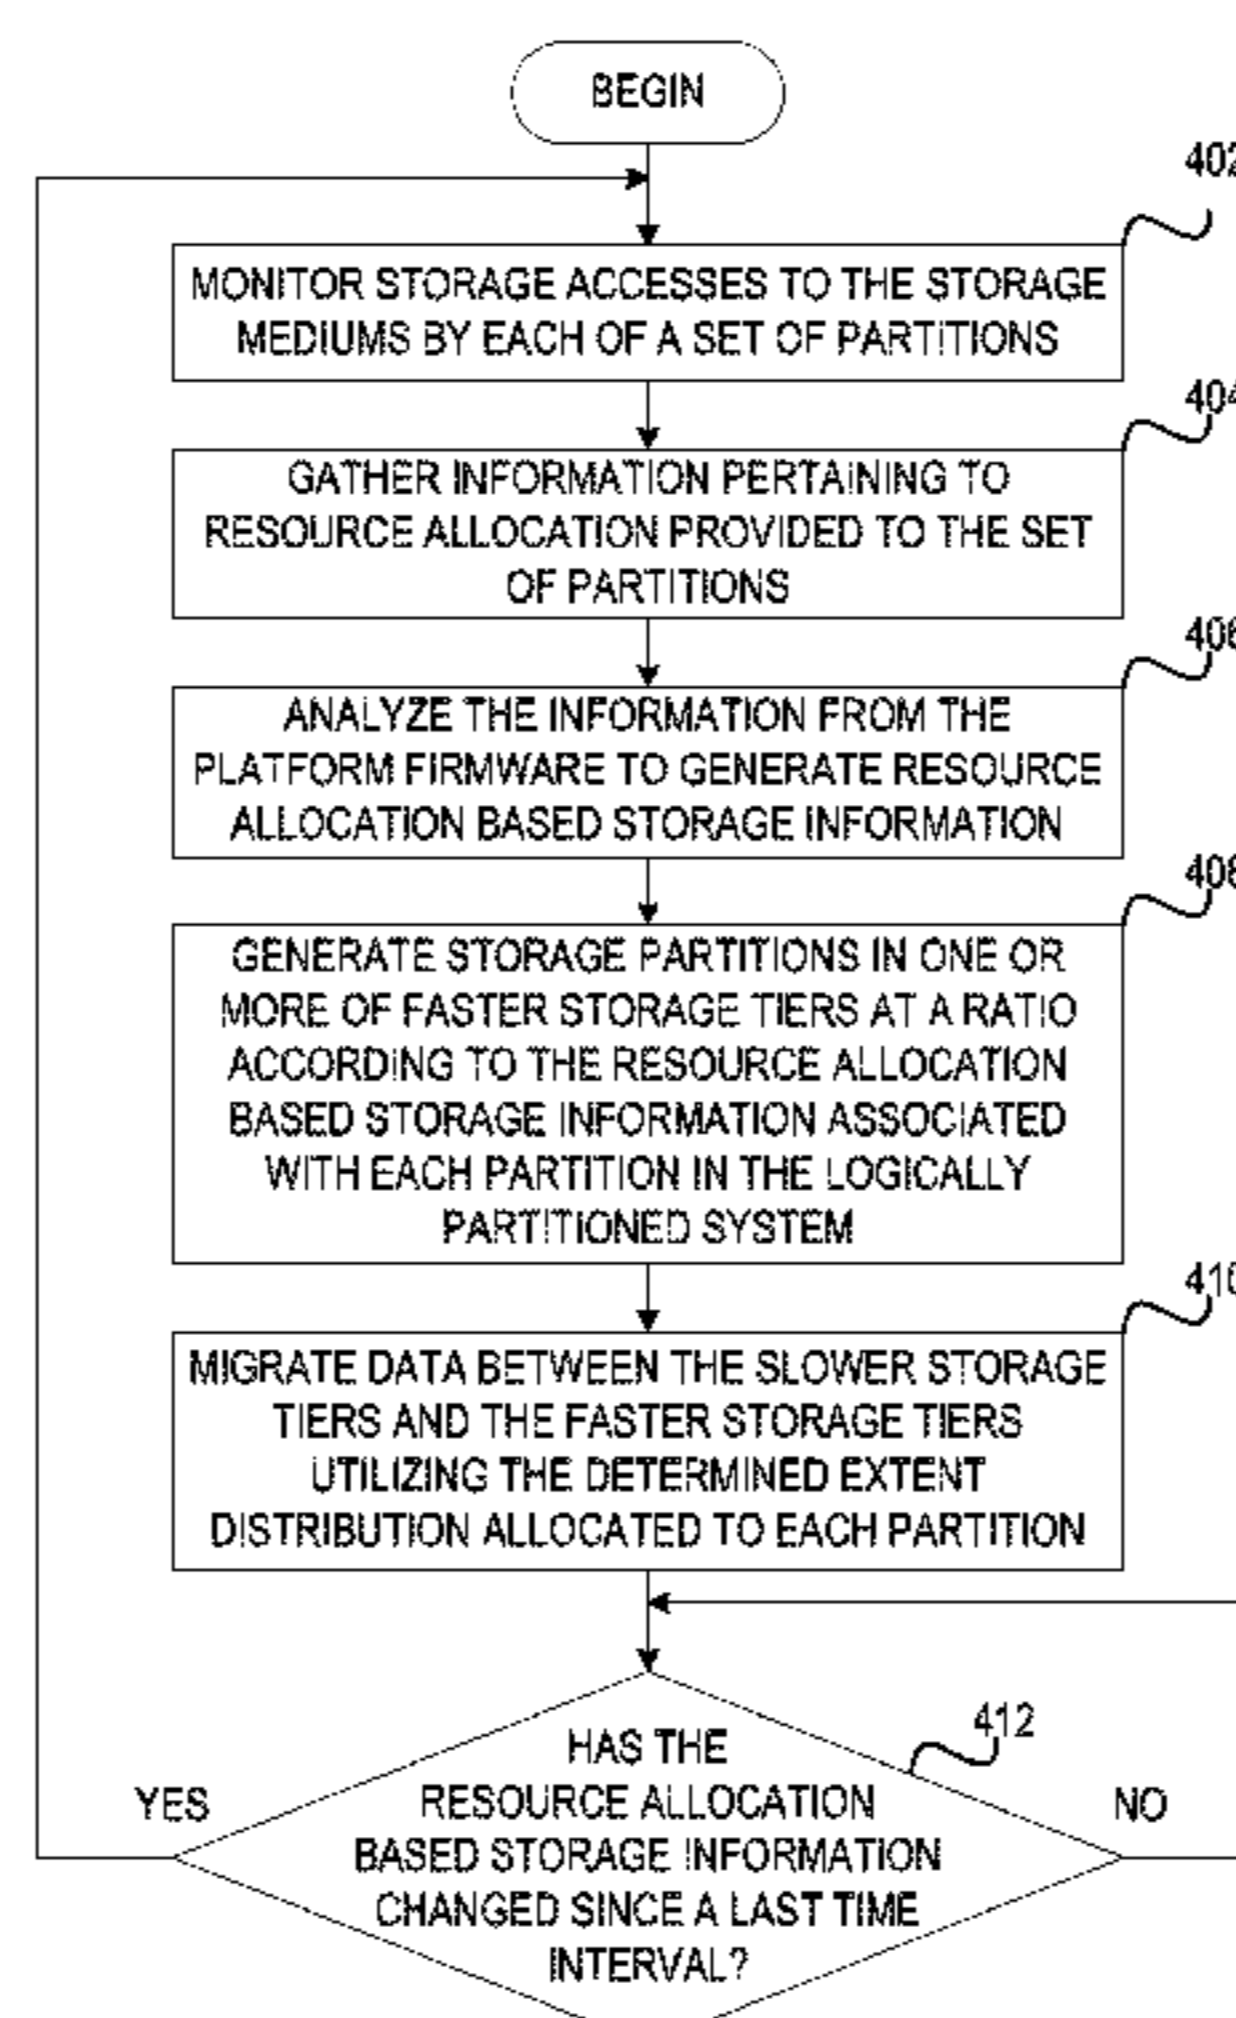 BEGIN
402
MONITOR STORAGE ACCESSES TO THE STORAGE
MEDIUMS BY EACH OF A SET OF PARTITIONS
404
GATHER INFORMATION PERTAINING TO
RESOURCE ALLOCATION PROVIDED TO THE SET
OF PARTITIONS
406
ANALYZE THE INFORMATION FROM THE
PLATFORM FIRMWARE TO GENERATE RESOURCE
ALLOCATION BASED STORAGE INFORMATION
408
GENERATE STORAGE PARTITIONS IN ONE OR
MORE OF FASTER STORAGE TIERS AT A RATIO
ACCORDING TO THE RESOURCE ALLOCATION
BASED STORAGE INFORMATION ASSOCIATED
WITH EACH PARTITION IN THE LOGICALLY
PARTITIONED SYSTEM
410
MIGRATE DATA BETWEEN THE SLOWER STORAGE
TIERS AND THE FASTER STORAGE TIERS
UTILIZING THE DETERMINED EXTENT
DISTRIBUTION ALLOCATED TO EACH PARTITION
412
HAS THE
RESOURCE ALLOCATION
BASED STORAGE INFORMATION
CHANGED SINCE A LAST TIME
INTERVAL?
YES
NO